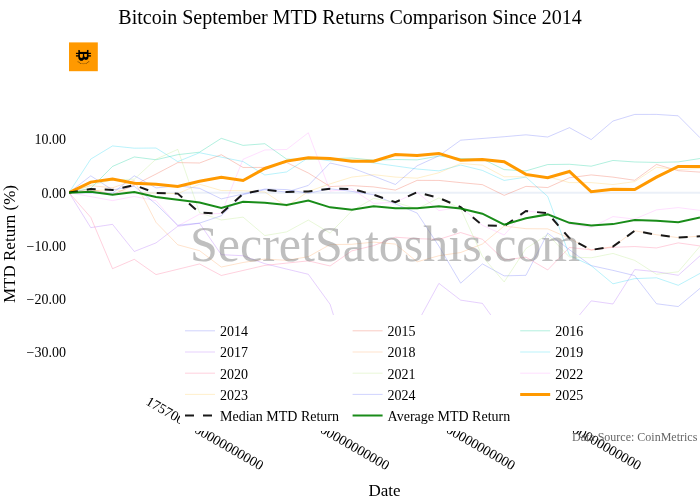 Bitcoin September MTD Returns Comparison Since 2014
MTD Return (%)
10.00
0.00
−10.00
−20.00
−30.00
SecretSatoshis.com
2014 2015 2016
2017 2018 2019
2020 2021 2022
2023 2024 2025
Median MTD Return Average MTD Return
Source: CoinMetrics
Date